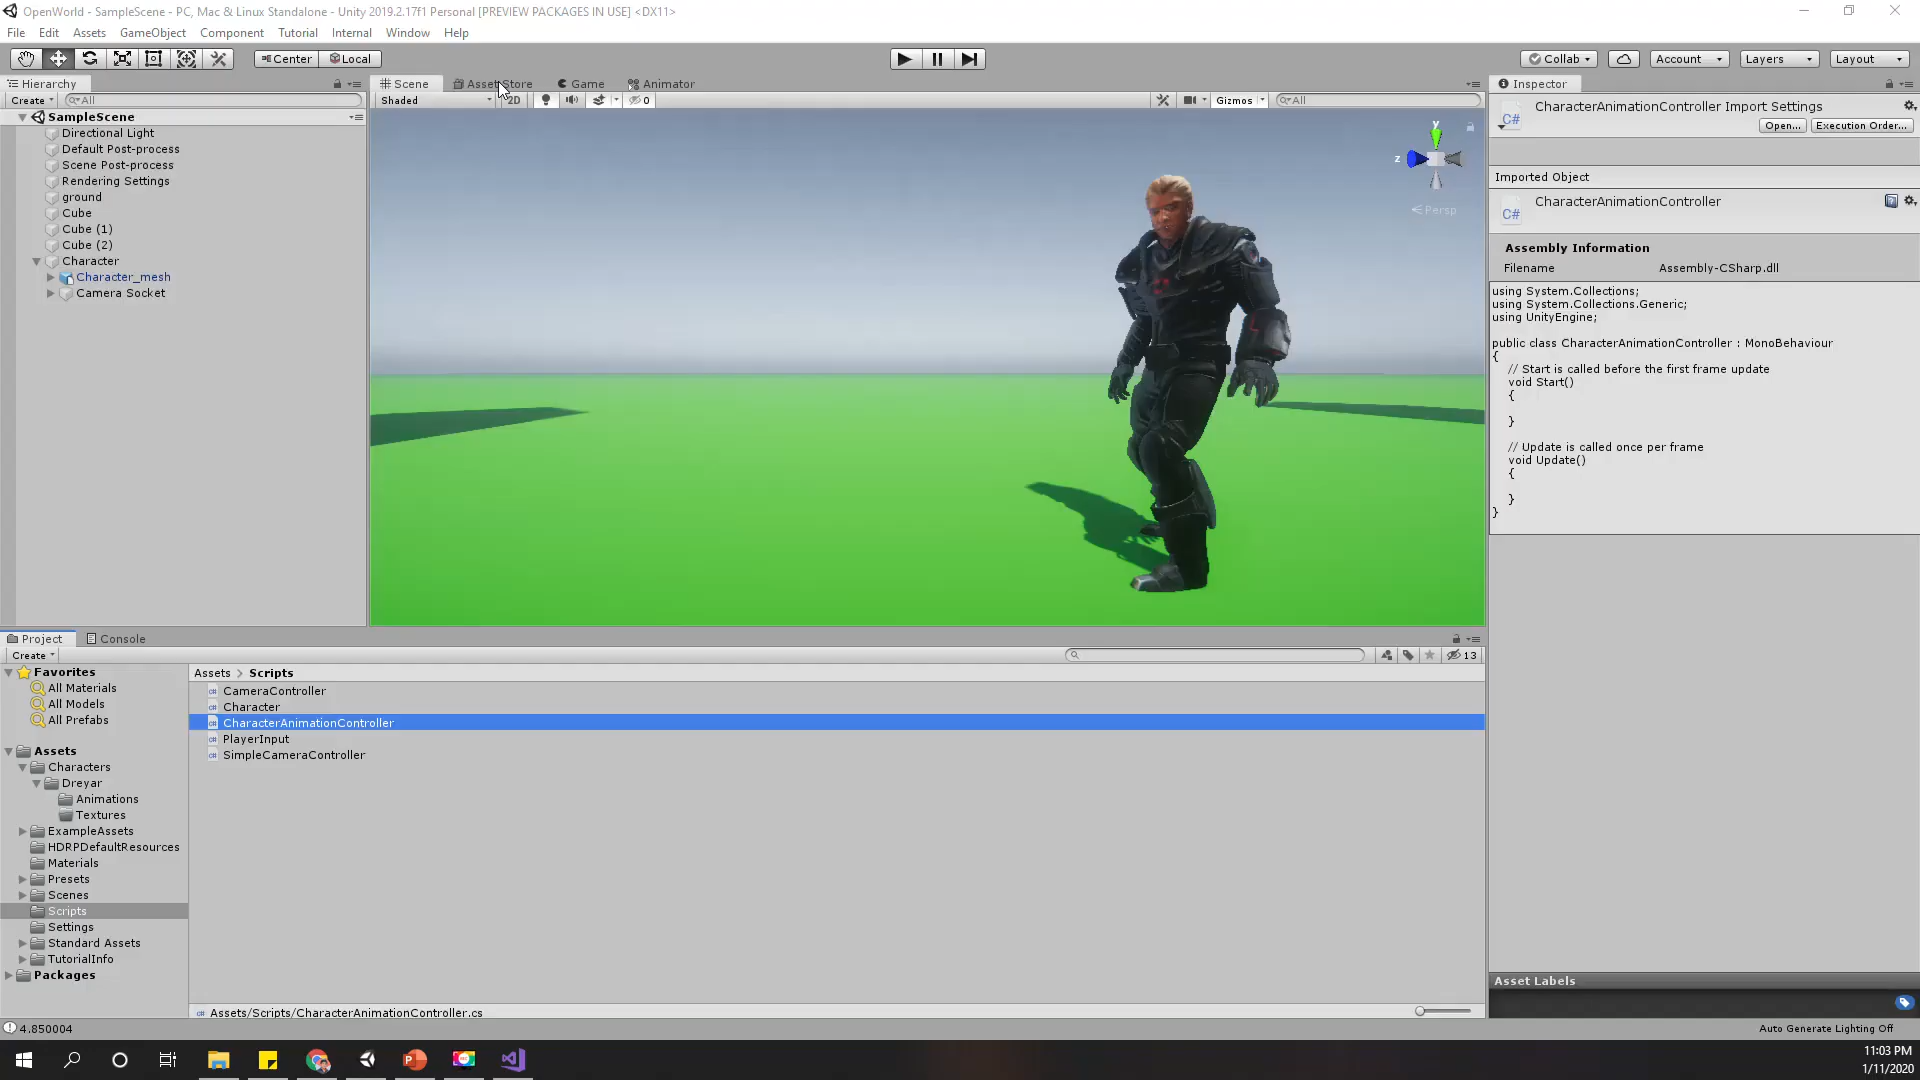 OpenWorld - SampleScene - PC, Mac & Linux Standalone - Unity 2019.2.17f1 Personal [PREVIEW PACKAGES IN USE] <DX11>
File Edit Assets GameObject Component Tutorial Internal Window Help
Center Local Collab Account Layers Layout
Hierarchy
Create All
SampleScene
Directional Light
Default Post-process
Scene Post-process
Rendering Settings
ground
Cube
Cube (1)
Cube (2)
Character
Character_mesh
Camera Socket
Scene Asset Store Game Animator
Shaded 2D 0 Gizmos All
y
z
Persp
Inspector
CharacterAnimationController Import Settings
C#
Open... Execution Order...
Imported Object
CharacterAnimationController
C#
Assembly Information
Filename Assembly-CSharp.dll
using System.Collections;
using System.Collections.Generic;
using UnityEngine;
public class CharacterAnimationController : MonoBehaviour
{
// Start is called before the first frame update
void Start()
{
}
// Update is called once per frame
void Update()
{
}
}
Asset Labels
Project Console
Create 13
Favorites
All Materials
All Models
All Prefabs
Assets
Characters
Dreyar
Animations
Textures
ExampleAssets
HDRPDefaultResources
Materials
Presets
Scenes
Scripts
Settings
Standard Assets
TutorialInfo
Packages
Assets > Scripts
CameraController
Character
CharacterAnimationController
PlayerInput
SimpleCameraController
Assets/Scripts/CharacterAnimationController.cs
4.850004
Auto Generate Lighting Off
11:03 PM
1/11/2020